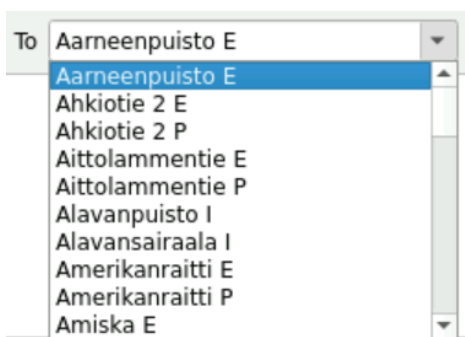 To Aarneenpuisto E
Aarneenpuisto E
Ahkiotie 2 E
Ahkiotie 2 P
Aittolammentie E
Aittolammentie P
Alavanpuisto I
Alavansairaala I
Amerikanraitti E
Amerikanraitti P
Amiska E